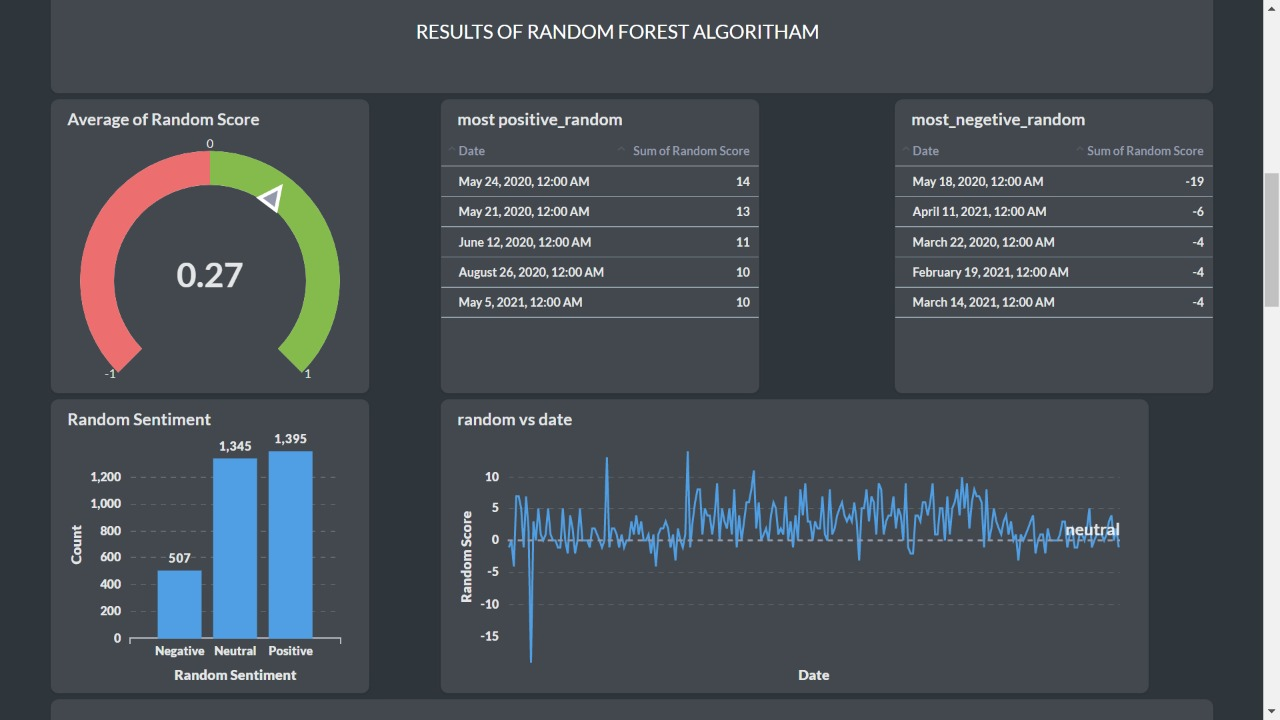 RESULTS OF RANDOM FOREST ALGORITHAM
Average of Random Score
0
0.27
-1
1
most positive_random
Date Sum of Random Score
May 24, 2020, 12:00 AM 14
May 21, 2020, 12:00 AM 13
June 12, 2020, 12:00 AM 11
August 26, 2020, 12:00 AM 10
May 5, 2021, 12:00 AM 10
most_negetive_random
Date Sum of Random Score
May 18, 2020, 12:00 AM -19
April 11, 2021, 12:00 AM -6
March 22, 2020, 12:00 AM -4
February 19, 2021, 12:00 AM -4
March 14, 2021, 12:00 AM -4
Random Sentiment
1,395
1,345
507
1,200
1,000
800
600
400
200
0
Count
Negative Neutral Positive
Random Sentiment
random vs date
10
5
0
-5
-10
-15
Random Score
neutral
Date